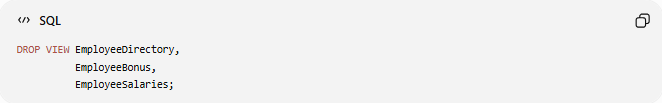 </> SQL
DROP VIEW EmployeeDirectory,
EmployeeBonus,
EmployeeSalaries;